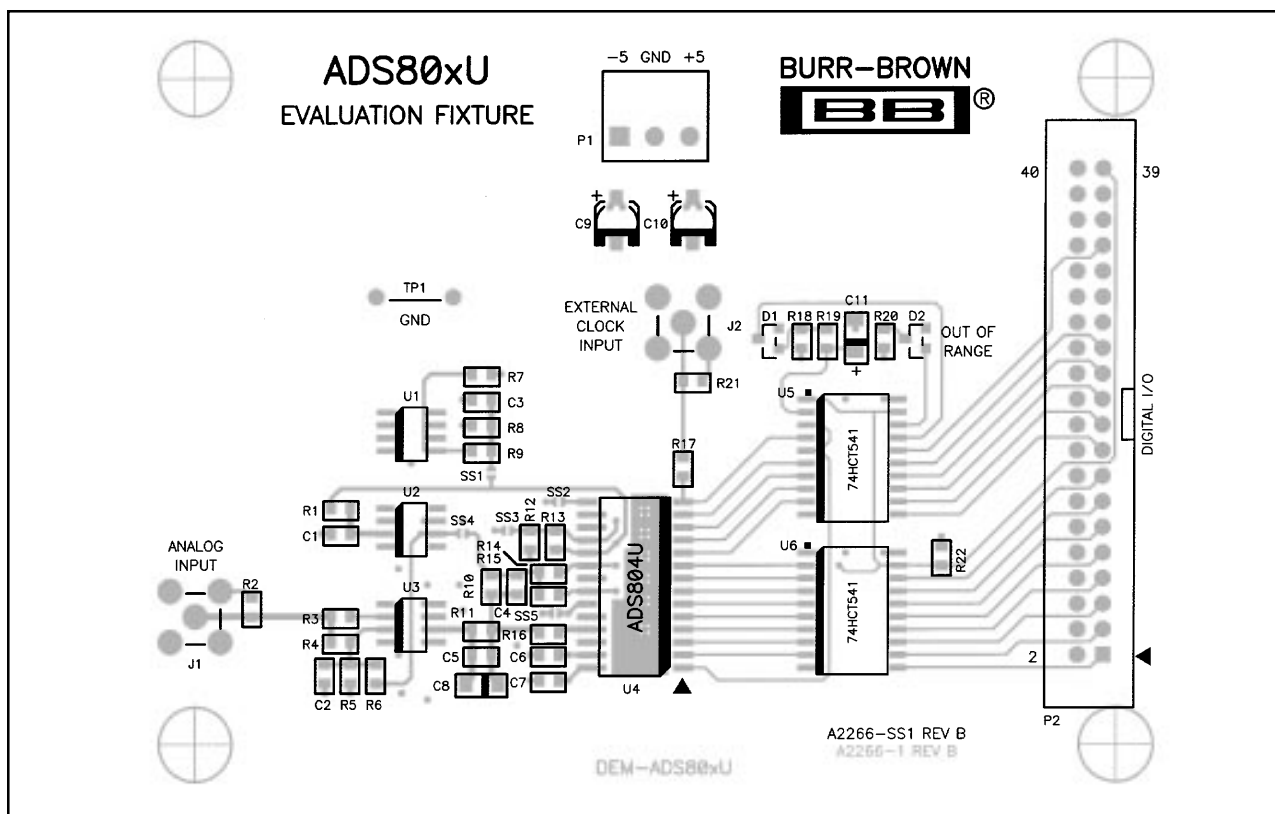 ADS80xU
EVALUATION FIXTURE
-5 GND +5
P1
BURR-BROWN
BB®
40
39
+
C9
+
C10
TP1
GND
EXTERNAL
CLOCK
INPUT
J2
D1
R18
R19
C11
R20
D2
+
OUT OF
RANGE
R21
R7
C3
R8
R9
U1
SS1
R17
U5
74HCT541
DIGITAL I/O
R1
C1
U2
SS4
SS3
SS2
R12
R13
R14
R15
ADS804U
U6
74HCT541
R22
ANALOG
INPUT
R2
U3
R10
C4
SS5
R3
R4
J1
R11
R16
C5
C6
C8
C7
C2
R5
R6
U4
2
P2
A2266-SS1 REV B
A2266-1 REV B
DEM-ADS80xU